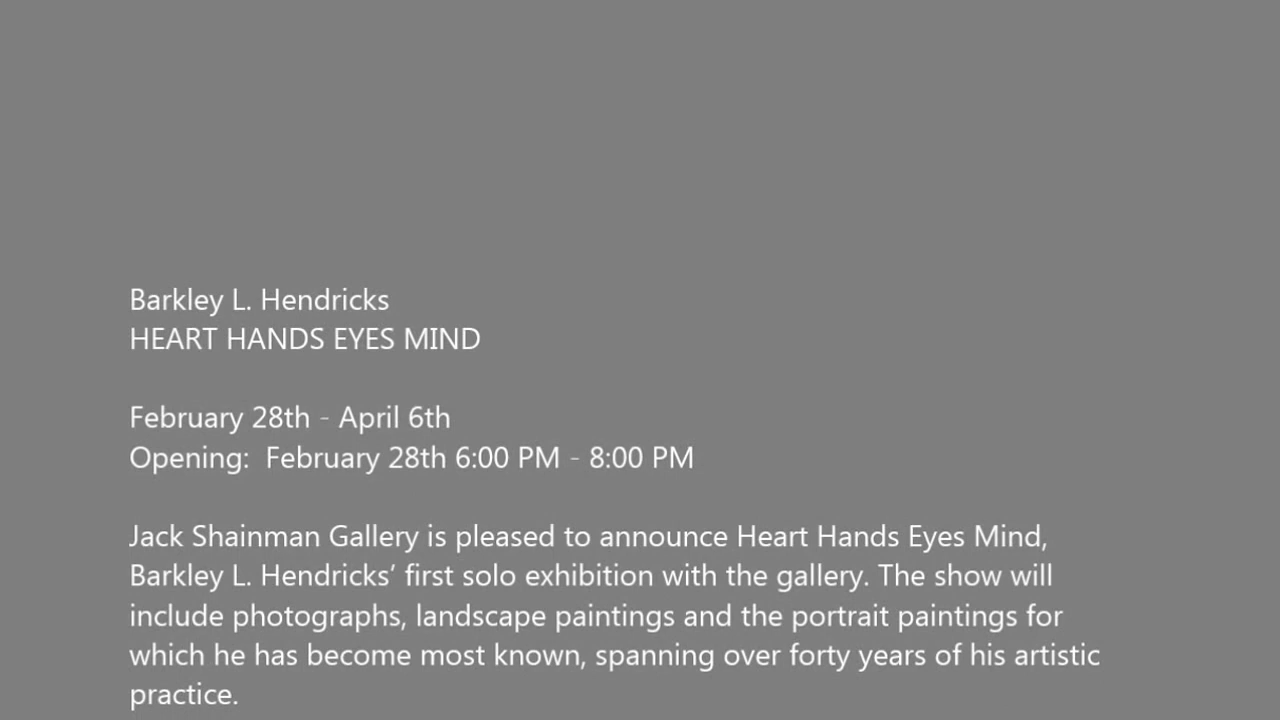 Barkley L. Hendricks
HEART HANDS EYES MIND
February 28th - April 6th
Opening:  February 28th 6:00 PM - 8:00 PM
Jack Shainman Gallery is pleased to announce Heart Hands Eyes Mind,
Barkley L. Hendricks’ first solo exhibition with the gallery. The show will
include photographs, landscape paintings and the portrait paintings for
which he has become most known, spanning over forty years of his artistic
practice.